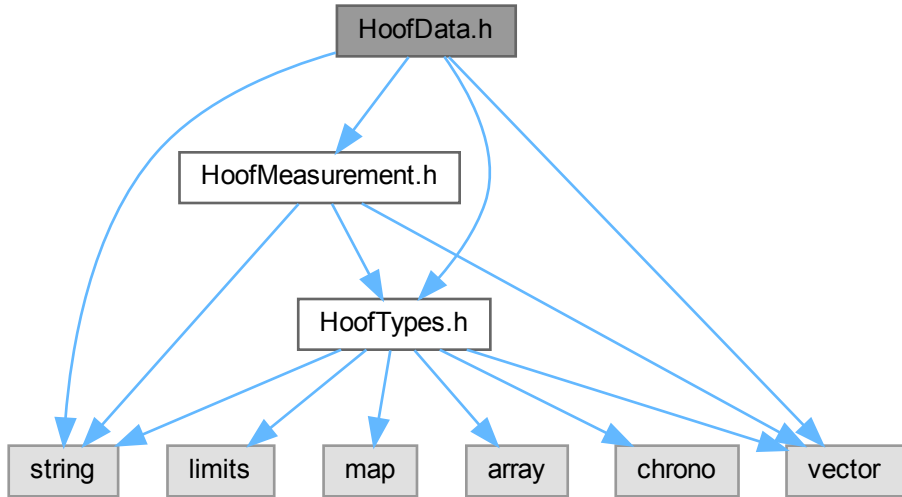 HoofData.h
HoofMeasurement.h
HoofTypes.h
string
limits
map
array
chrono
vector